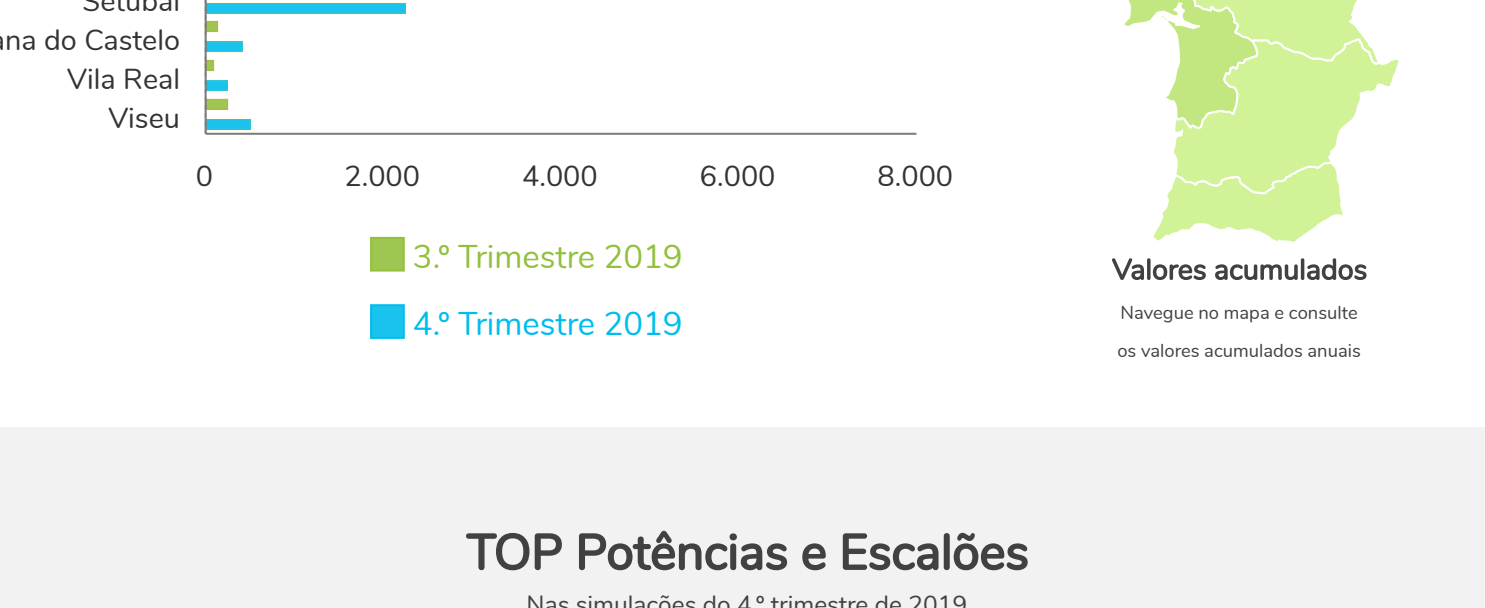 Setúbal
ana do Castelo
Vila Real
Viseu
0 2.000 4.000 6.000 8.000
3.º Trimestre 2019
4.º Trimestre 2019
Valores acumulados
Navegue no mapa e consulte
os valores acumulados anuais
TOP Potências e Escalões
Nas simulações do 4.º trimestre de 2019